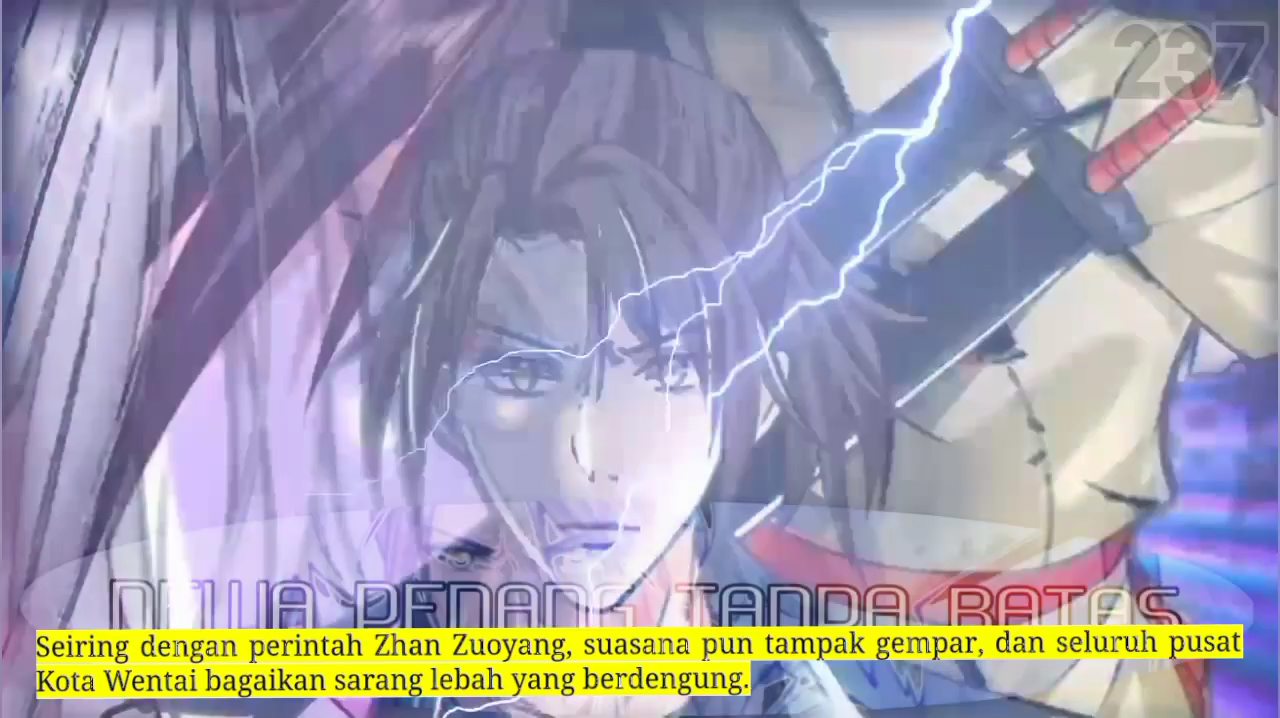 237
DEWA PEDANG TANPA BATAS
Seiring dengan perintah Zhan Zuoyang, suasana pun tampak gempar, dan seluruh pusat
Kota Wentai bagaikan sarang lebah yang berdengung.